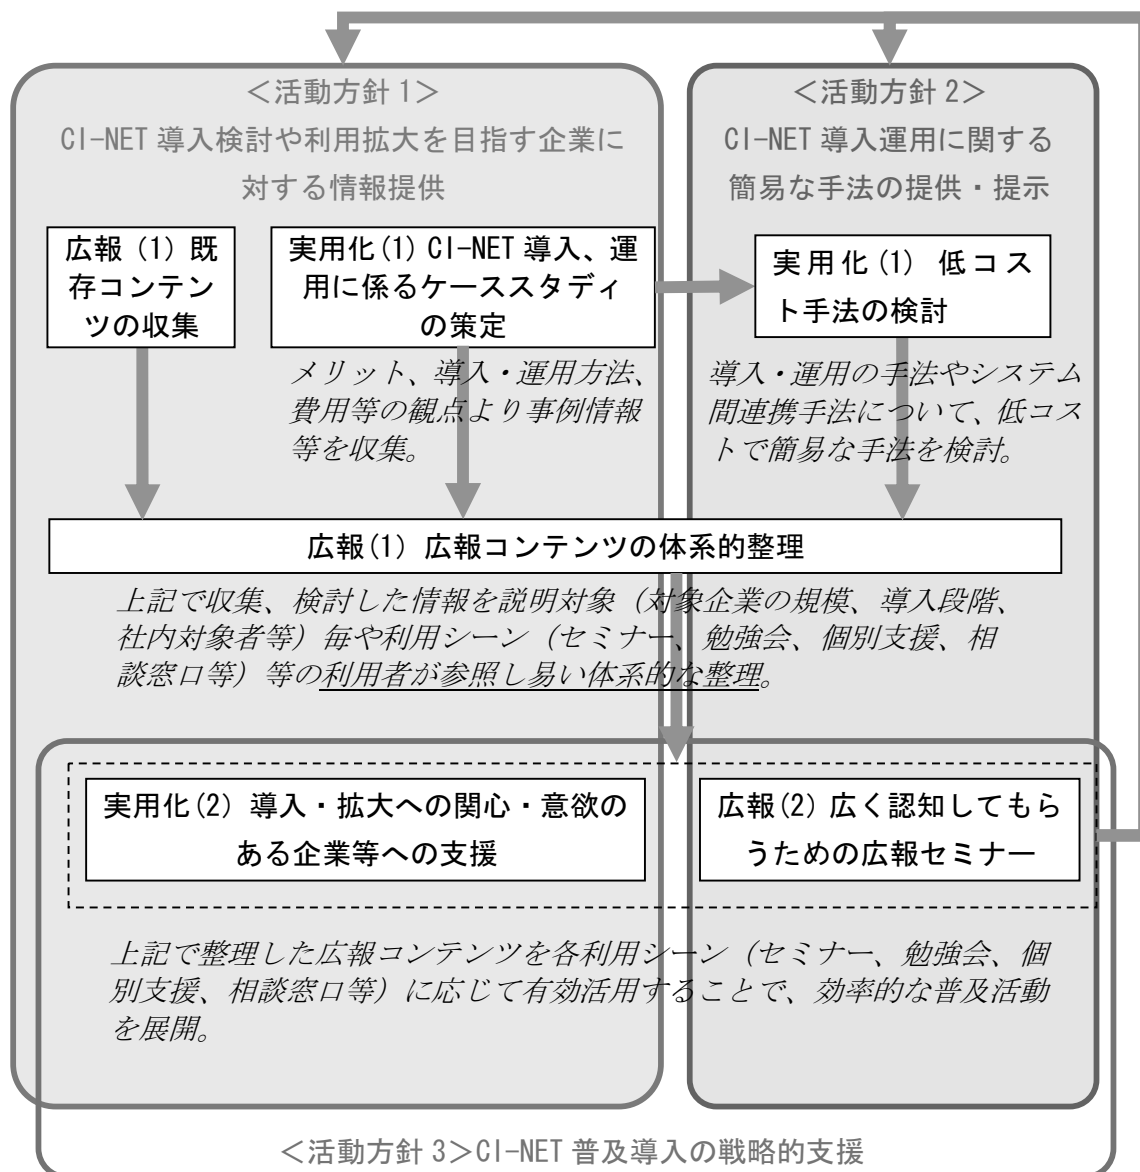 ＜活動方針 1＞
CI-NET 導入検討や利用拡大を目指す企業に
対する情報提供
＜活動方針 2＞
CI-NET 導入運用に関する
簡易な手法の提供・提示
広報 (1) 既
存コンテン
ツの収集
実用化(1) CI-NET 導入、運
用に係るケーススタディ
の策定
実用化(1) 低コス
ト手法の検討
メリット、導入・運用方法、
費用等の観点より事例情報
等を収集。
導入・運用の手法やシステム
間連携手法について、低コス
トで簡易な手法を検討。
広報(1) 広報コンテンツの体系的整理
上記で収集、検討した情報を説明対象（対象企業の規模、導入段階、
社内対象者等）毎や利用シーン（セミナー、勉強会、個別支援、相
談窓口等）等の利用者が参照し易い体系的な整理。
実用化(2) 導入・拡大への関心・意欲の
ある企業等への支援
広報(2) 広く認知してもら
うための広報セミナー
上記で整理した広報コンテンツを各利用シーン（セミナー、勉強会、個
別支援、相談窓口等）に応じて有効活用することで、効率的な普及活動
を展開。
＜活動方針 3＞CI-NET 普及導入の戦略的支援